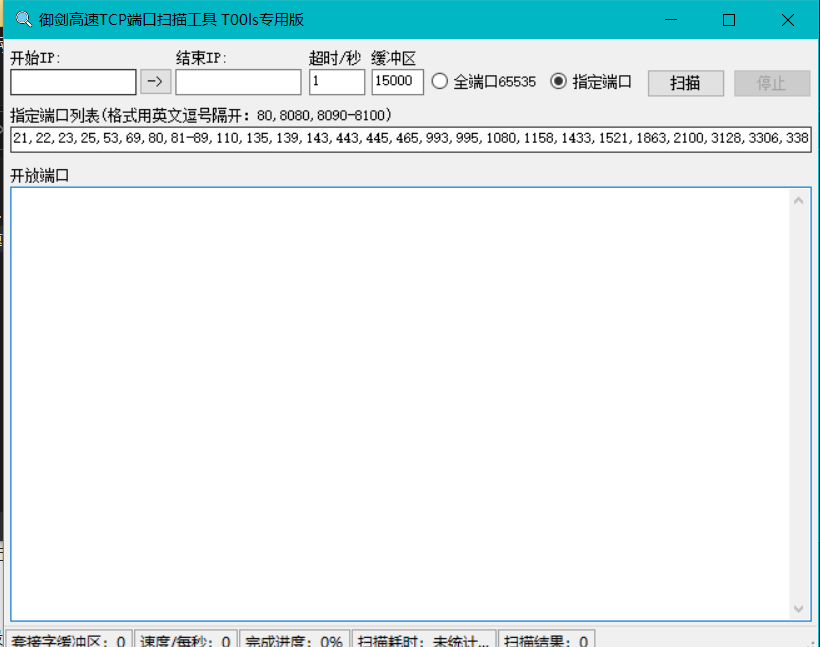 御剑高速TCP端口扫描工具 T00ls专用版
开始IP: 结束IP: 超时/秒 缓冲区
-> 1 15000 全端口65535 指定端口 扫描 停止
指定端口列表(格式用英文逗号隔开: 80,8080,8090-8100)
21,22,23,25,53,69,80,81-89,110,135,139,143,443,445,465,993,995,1080,1158,1433,1521,1863,2100,3128,3306,338
开放端口
套接字缓冲区: 0 速度/每秒: 0 完成进度: 0% 扫描耗时: 未统计... 扫描结果: 0